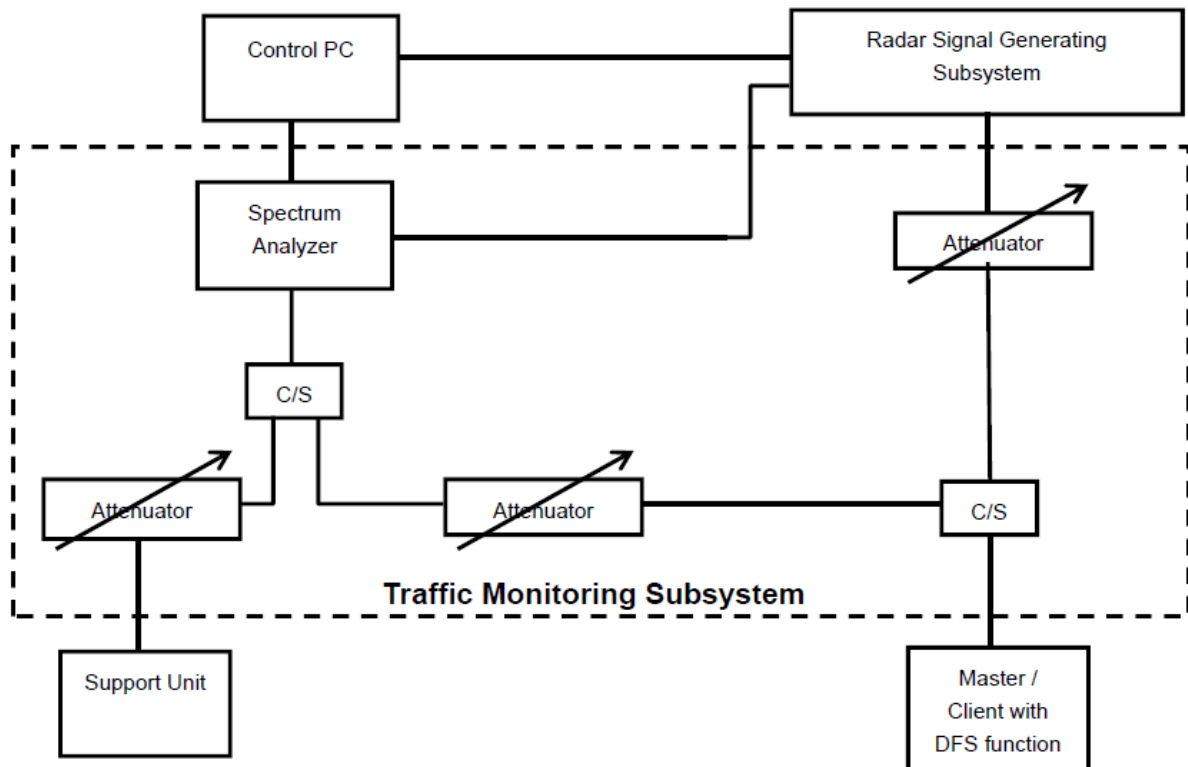 Control PC
Radar Signal Generating
Subsystem
Spectrum
Analyzer
Attenuator
C/S
Attenuator
Attenuator
C/S
Traffic Monitoring Subsystem
Support Unit
Master /
Client with
DFS function